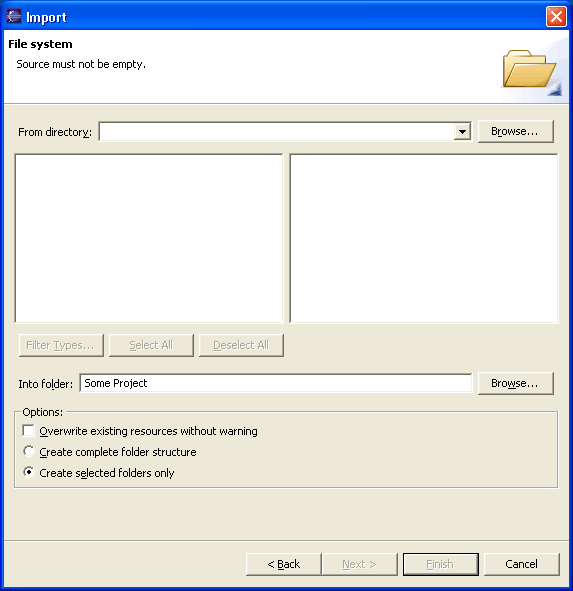 Import
File system
Source must not be empty.
From directory:
Browse...
Filter Types...
Select All
Deselect All
Into folder:
Some Project
Browse...
Options:
Overwrite existing resources without warning
Create complete folder structure
Create selected folders only
< Back
Next >
Finish
Cancel